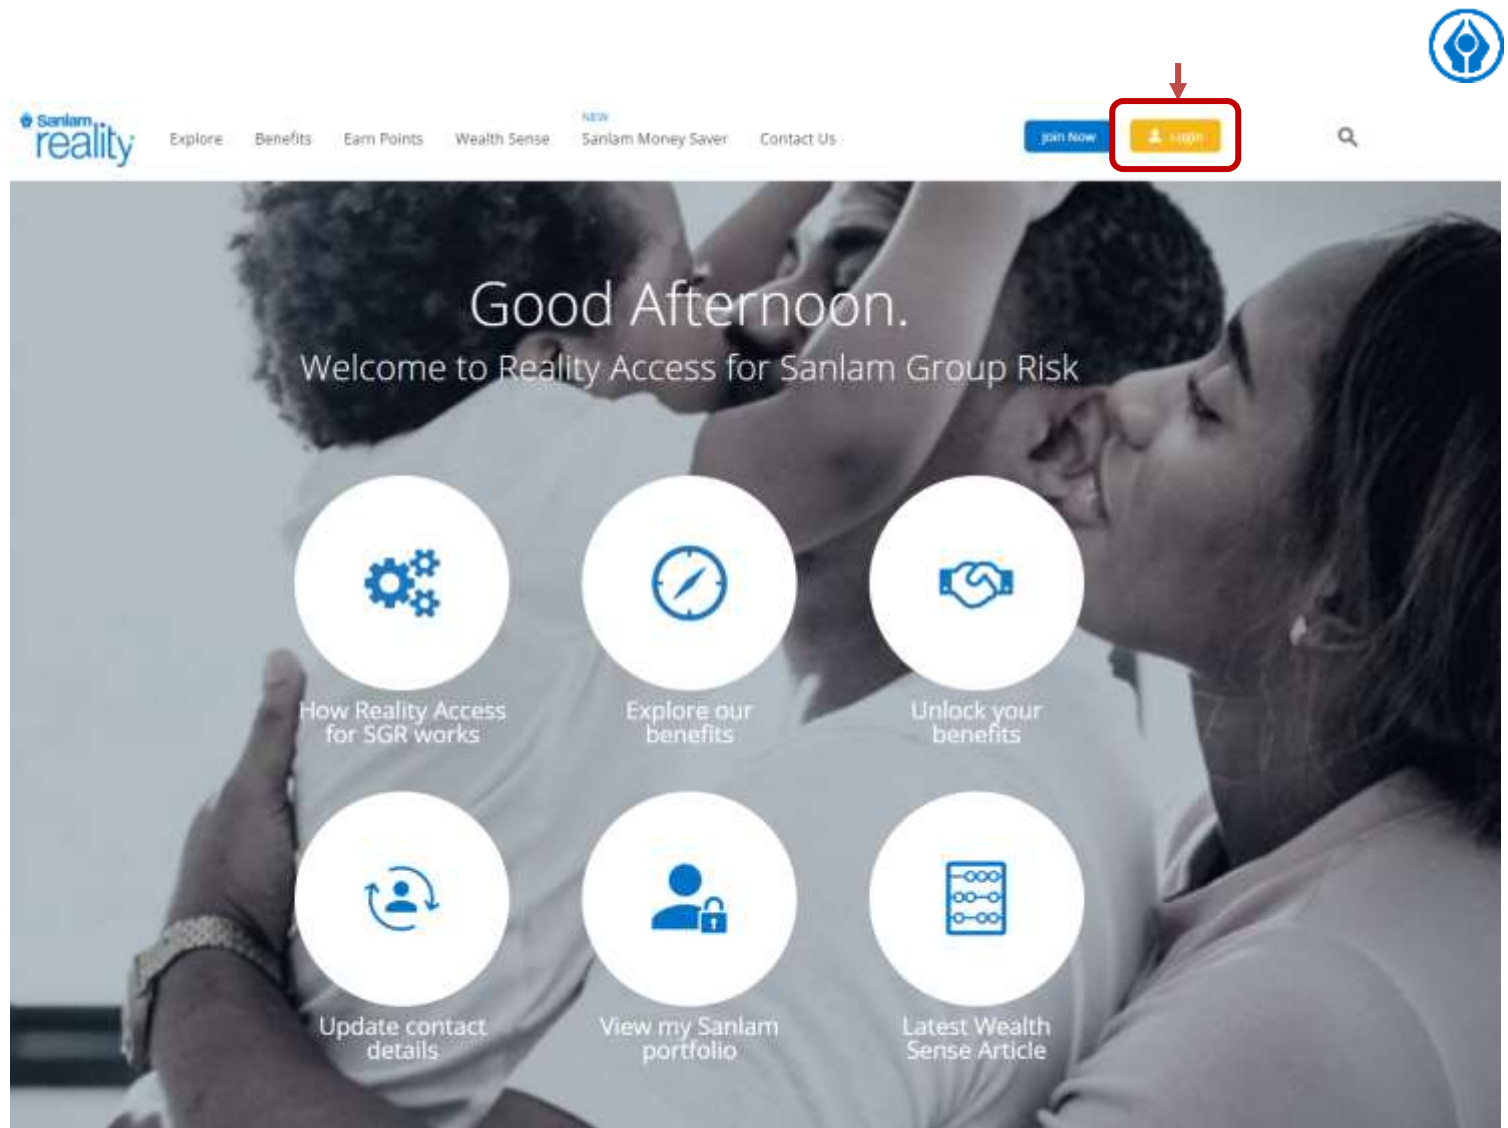 Sanlam
reality
Explore
Benefits
Earn Points
Wealth Sense
NEW
Sanlam Money Saver
Contact Us
Join Now
Login
Good Afternoon.
Welcome to Reality Access for Sanlam Group Risk
How Reality Access
for SGR works
Explore our
benefits
Unlock your
benefits
Update contact
details
View my Sanlam
portfolio
Latest Wealth
Sense Article